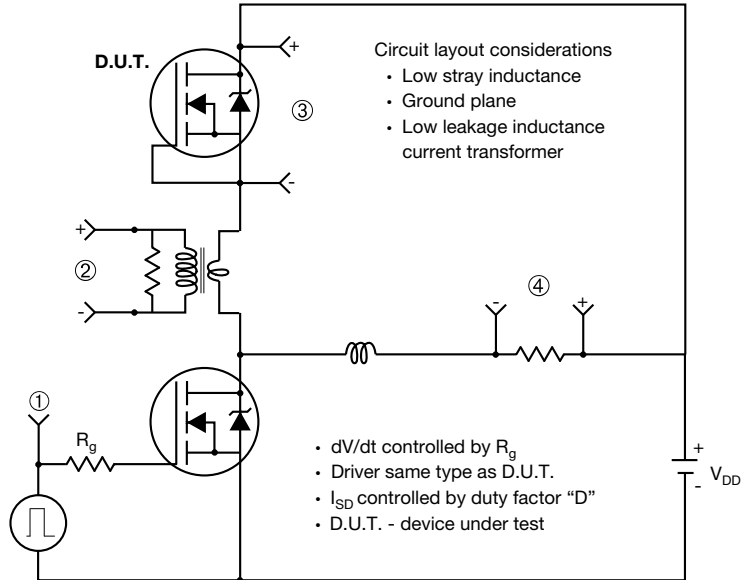 D.U.T.
+
-
③
Circuit layout considerations
• Low stray inductance
• Ground plane
• Low leakage inductance
current transformer
+
②
-
-
④
+
①
Rg
• dV/dt controlled by Rg
• Driver same type as D.U.T.
• ISD controlled by duty factor “D”
• D.U.T. - device under test
+
VDD
-